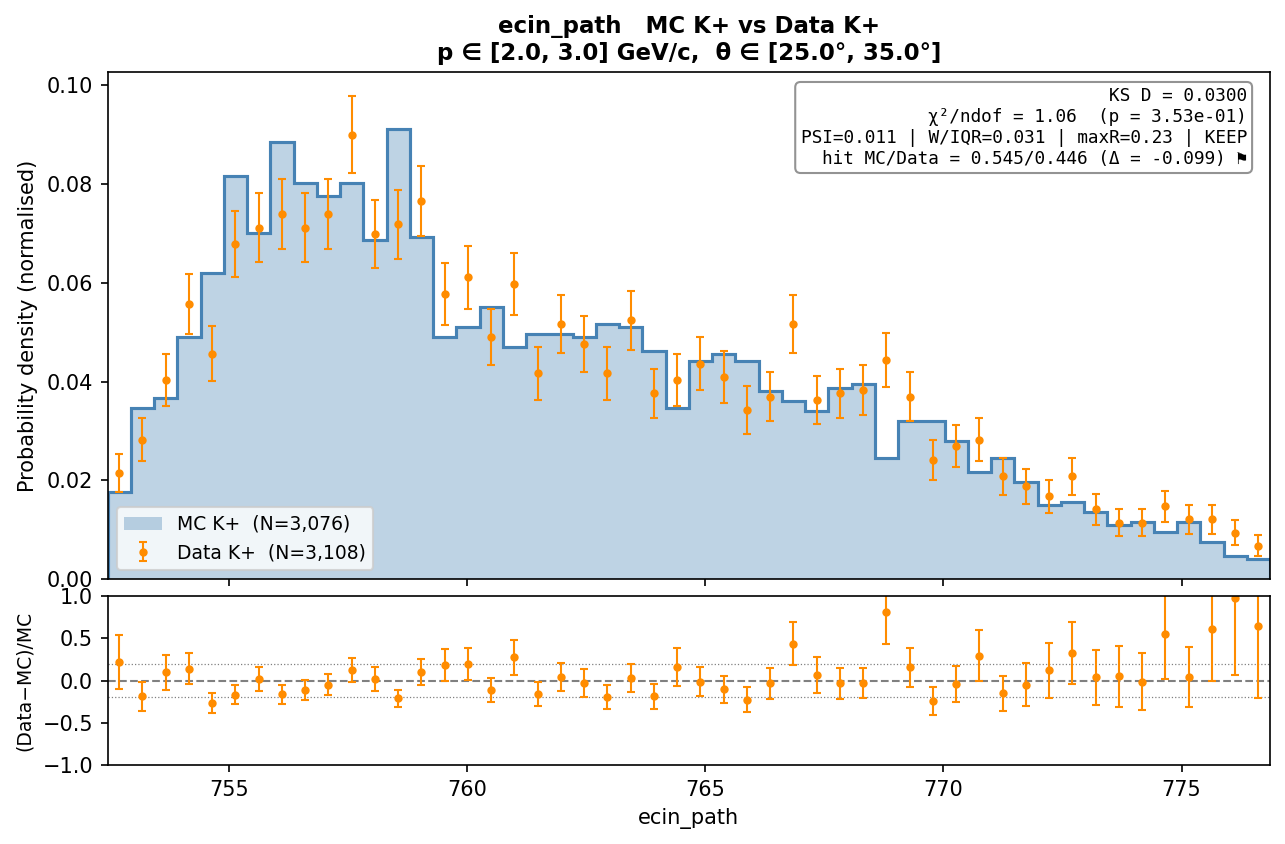 ecin_path   MC K+ vs Data K+
p ∈ [2.0, 3.0] GeV/c,  θ ∈ [25.0°, 35.0°]
KS D = 0.0300
χ²/ndof = 1.06  (p = 3.53e-01)
PSI=0.011 | W/IQR=0.031 | maxR=0.23 | KEEP
hit MC/Data = 0.545/0.446 (Δ = -0.099) ⚑
Probability density (normalised)
0.10
0.08
0.06
0.04
0.02
0.00
MC K+  (N=3,076)
Data K+  (N=3,108)
(Data−MC)/MC
1.0
0.5
0.0
−0.5
−1.0
755 760 765 770 775
ecin_path